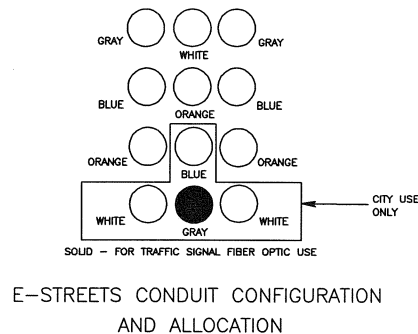 GRAY GRAY
WHITE
BLUE BLUE
ORANGE
ORANGE ORANGE
BLUE
CITY USE
ONLY
WHITE WHITE
GRAY
SOLID – FOR TRAFFIC SIGNAL FIBER OPTIC USE
E–STREETS CONDUIT CONFIGURATION
AND ALLOCATION